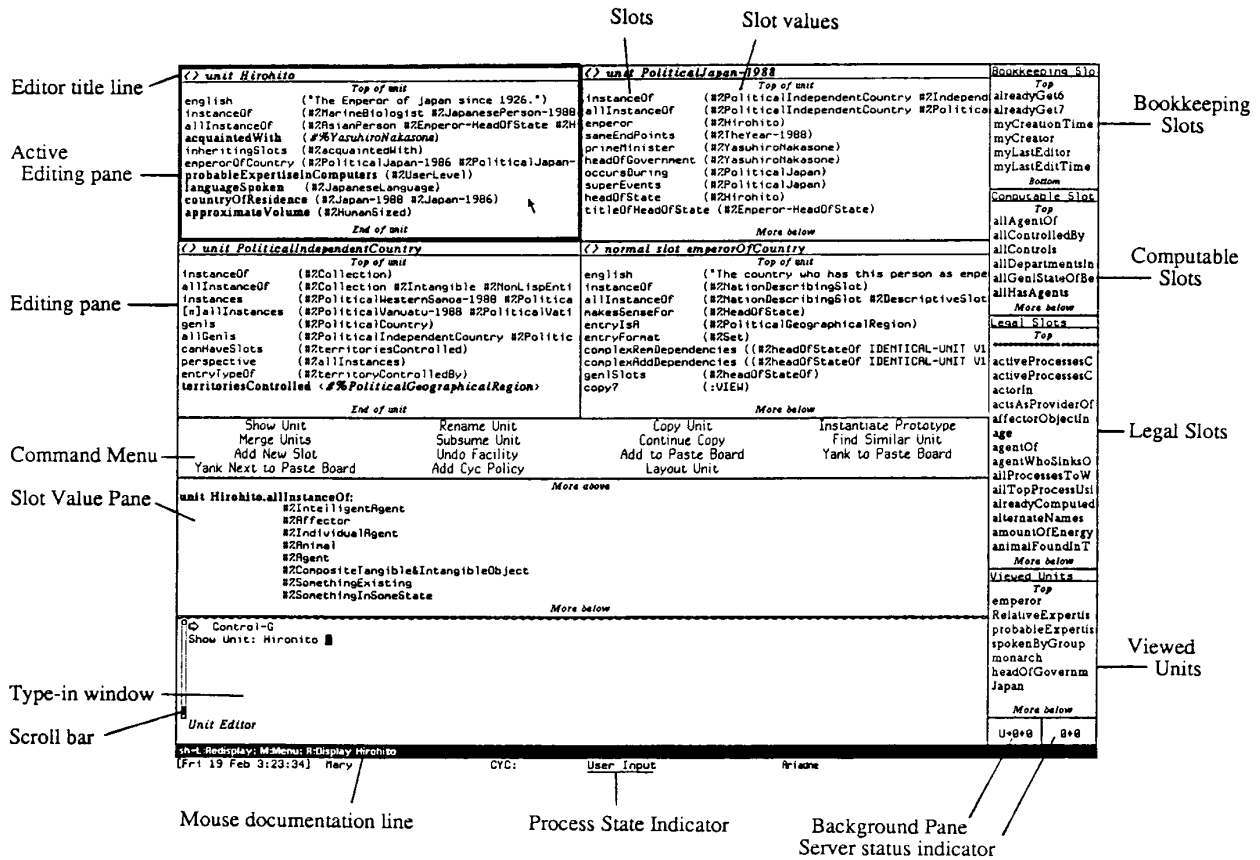 Slots
Slot values
Editor title line
Active
Editing pane
Editing pane
Command Menu
Slot Value Pane
Type-in window
Scroll bar
<> unit Hirohito
Top of unit
english ("The Emperor of japan since 1926.")
instanceOf (#%MarineBiologist #%JapanesePerson-1988
allInstanceOf (#%AsianPerson #%Emperor-HeadOfState #%H
acquaintedWith (#%YasuhiroNakasone)
inheritingSlots (#%acquaintedWith)
emperorOfCountry (#%PoliticalJapan-1986 #%PoliticalJapan-
probableExpertiseInComputers (#%UserLevel)
languageSpoken (#%JapaneseLanguage)
countryOfResidence (#%Japan-1988 #%Japan-1986)
approximateVolume (#%HumanSized)
End of unit
<> unit PoliticalJapan-1988
Top of unit
instanceOf (#%PoliticalIndependentCountry #%Independ
allInstanceOf (#%PoliticalIndependentCountry #%Politica
emperor (#%Hirohito)
sameEndPoints (#%TheYear-1988)
primeMinister (#%YasuhiroNakasone)
headOfGovernment (#%YasuhiroNakasone)
occursDuring (#%PoliticalJapan)
superEvents (#%PoliticalJapan)
headOfState (#%Hirohito)
titleOfHeadOfState (#%Emperor-HeadOfState)
More below
<> unit PoliticalIndependentCountry
Top of unit
instanceOf (#%Collection)
allInstanceOf (#%Collection #%Intangible #%NonLispEnti
instances (#%PoliticalWesternSamoa-1988 #%Politica
[n]allInstances (#%PoliticalVanuatu-1988 #%PoliticalVati
genls (#%PoliticalCountry)
allGenls (#%PoliticalIndependentCountry #%Politic
canHaveSlots (#%territoriesControlled)
perspective (#%allInstances)
entryTypeOf (#%territoryControlledBy)
territoriesControlled <#%PoliticalGeographicalRegion>
End of unit
<> normal slot emperorOfCountry
Top of unit
english ("The country who has this person as empe
instanceOf (#%NationDescribingSlot)
allInstanceOf (#%NationDescribingSlot #%DescriptiveSlot
makesSenseFor (#%HeadOfState)
entryIsA (#%PoliticalGeographicalRegion)
entryFormat (#%Set)
complexRemDependencies ((#%headOfStateOf IDENTICAL-UNIT V1
complexAddDependencies ((#%headOfStateOf IDENTICAL-UNIT V1
genlSlots (#%headOfStateOf)
copy? (:VIEW)
More below
Show Unit Rename Unit Copy Unit Instantiate Prototype
Merge Units Subsume Unit Continue Copy Find Similar Unit
Add New Slot Undo Facility Add to Paste Board Yank to Paste Board
Yank Next to Paste Board Add Cyc Policy Layout Unit
More above
unit Hirohito.allInstanceOf:
#%IntelligentAgent
#%Affector
#%IndividualAgent
#%Animal
#%Agent
#%CompositeTangible&IntangibleObject
#%SomethingExisting
#%SomethingInSomeState
More below
Control-G
Show Unit: Hirohito
Unit Editor
sh-L:Redisplay; M:Menu; R:Display Hirohito
[Fri 19 Feb 3:23:34] Mary CYC: User Input Ariadne
Bookkeeping Slo
Top
alreadyGet6
alreadyGet7
myCreationTime
myCreator
myLastEditor
myLastEditTime
Bottom
Computable Slot
Top
allAgentOf
allControlledBy
allControls
allDepartmentsIn
allGenlStateOfBe
allHasAgents
More below
Legal Slots
Top
activeProcessesC
activeProcessesC
actorIn
actsAsProviderOf
affectorObjectIn
age
agentOf
agentWhoSinksO
allProcessesToW
allTopProcessUsi
alreadyComputed
alternateNames
amountOfEnergy
animalFoundInT
More below
Viewed Units
Top
emperor
RelativeExpertis
probableExpertis
spokenByGroup
monarch
headOfGovernm
Japan
More below
U+0+0 0+0
Bookkeeping
Slots
Computable
Slots
Legal Slots
Viewed
Units
Mouse documentation line
Process State Indicator
Background Pane
Server status indicator